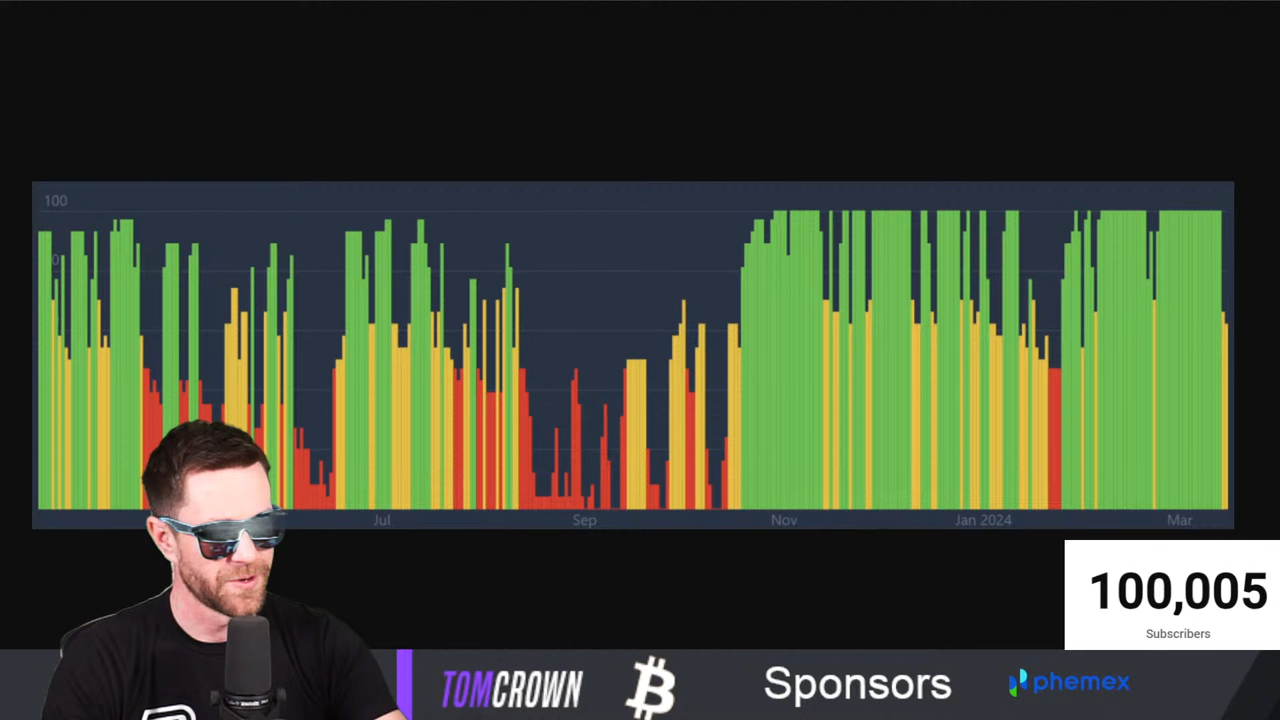 100
Jul
Sep
Nov
Jan 2024
Mar
100,005
Subscribers
TOMCROWN
Sponsors
phemex